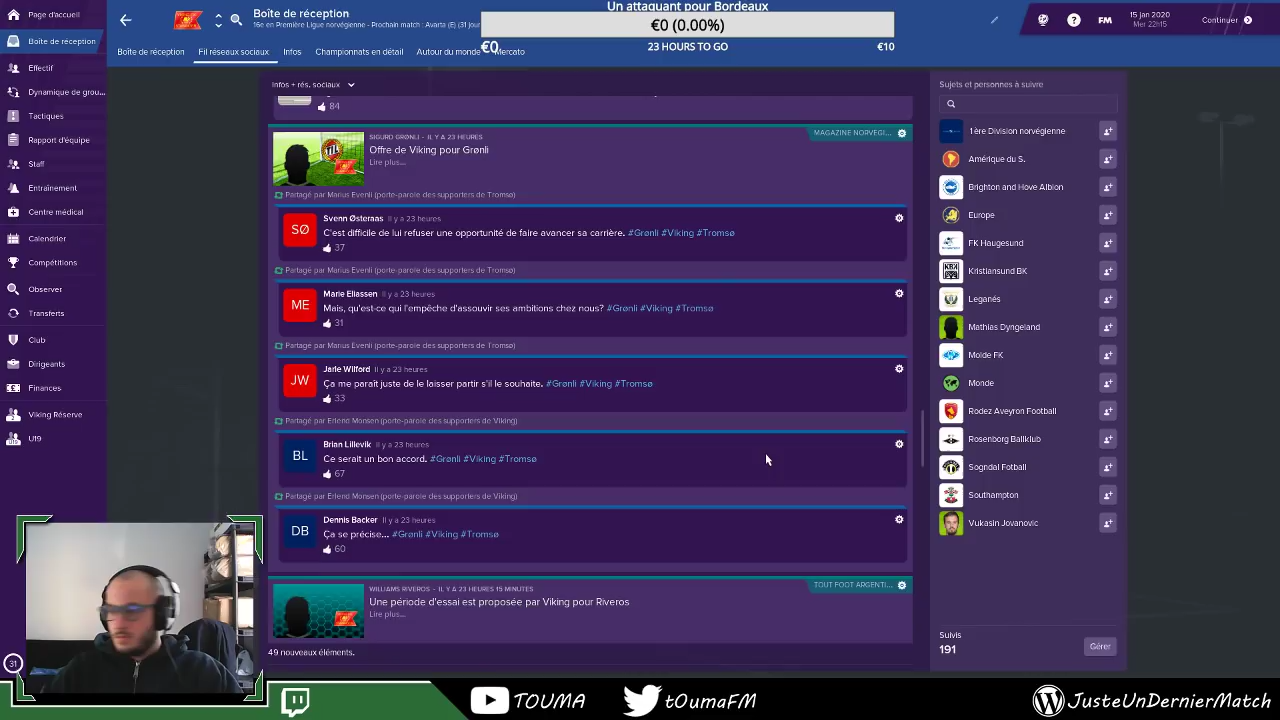 Un attaquant pour Bordeaux
€0 (0.00%)
€0
23 HOURS TO GO
€10
Boîte de réception
16e en Première Ligue norvégienne - Prochain match : Avarta (E) (31 jour
FM
15 jan 2020
Mer 22h15
Continuer
Boîte de réception
Fil réseaux sociaux
Infos
Championnats en détail
Autour du monde
Mercato
Page d'accueil
Boîte de réception
Effectif
Dynamique de grou...
Tactiques
Rapport d'équipe
Staff
Entraînement
Centre médical
Calendrier
Compétitions
Observer
Transferts
Club
Dirigeants
Finances
Viking Réserve
U19
31
Infos + rés. sociaux
84
SIGURD GRØNLI - IL Y A 23 HEURES
MAGAZINE NORVÉGI...
Offre de Viking pour Grønli
Lire plus...
TIL
Partagé par Marius Evenli (porte-parole des supporters de Tromsø)
SØ
Svenn Østeraas Il y a 23 heures
C'est difficile de lui refuser une opportunité de faire avancer sa carrière. #Grønli #Viking #Tromsø
37
Partagé par Marius Evenli (porte-parole des supporters de Tromsø)
ME
Marie Eliassen Il y a 23 heures
Mais, qu'est-ce qui l'empêche d'assouvir ses ambitions chez nous? #Grønli #Viking #Tromsø
31
Partagé par Marius Evenli (porte-parole des supporters de Tromsø)
JW
Jarle Wilford Il y a 23 heures
Ça me paraît juste de le laisser partir s'il le souhaite. #Grønli #Viking #Tromsø
33
Partagé par Erlend Monsen (porte-parole des supporters de Viking)
BL
Brian Lillevik Il y a 23 heures
Ce serait un bon accord. #Grønli #Viking #Tromsø
67
Partagé par Erlend Monsen (porte-parole des supporters de Viking)
DB
Dennis Backer Il y a 23 heures
Ça se précise... #Grønli #Viking #Tromsø
60
WILLIAMS RIVEROS - IL Y A 23 HEURES 15 MINUTES
TOUT FOOT ARGENTI...
Une période d'essai est proposée par Viking pour Riveros
Lire plus...
49 nouveaux éléments.
Sujets et personnes à suivre
1ère Division norvégienne
Amérique du S.
Brighton and Hove Albion
Europe
FK Haugesund
KBK
Kristiansund BK
Leganés
Mathias Dyngeland
Molde FK
Monde
Rodez Aveyron Football
Rosenborg Ballklub
Sogndal Fotball
Southampton
Vukasin Jovanovic
Suivis
191
Gérer
TOUMA
tOumaFM
JusteUnDernierMatch